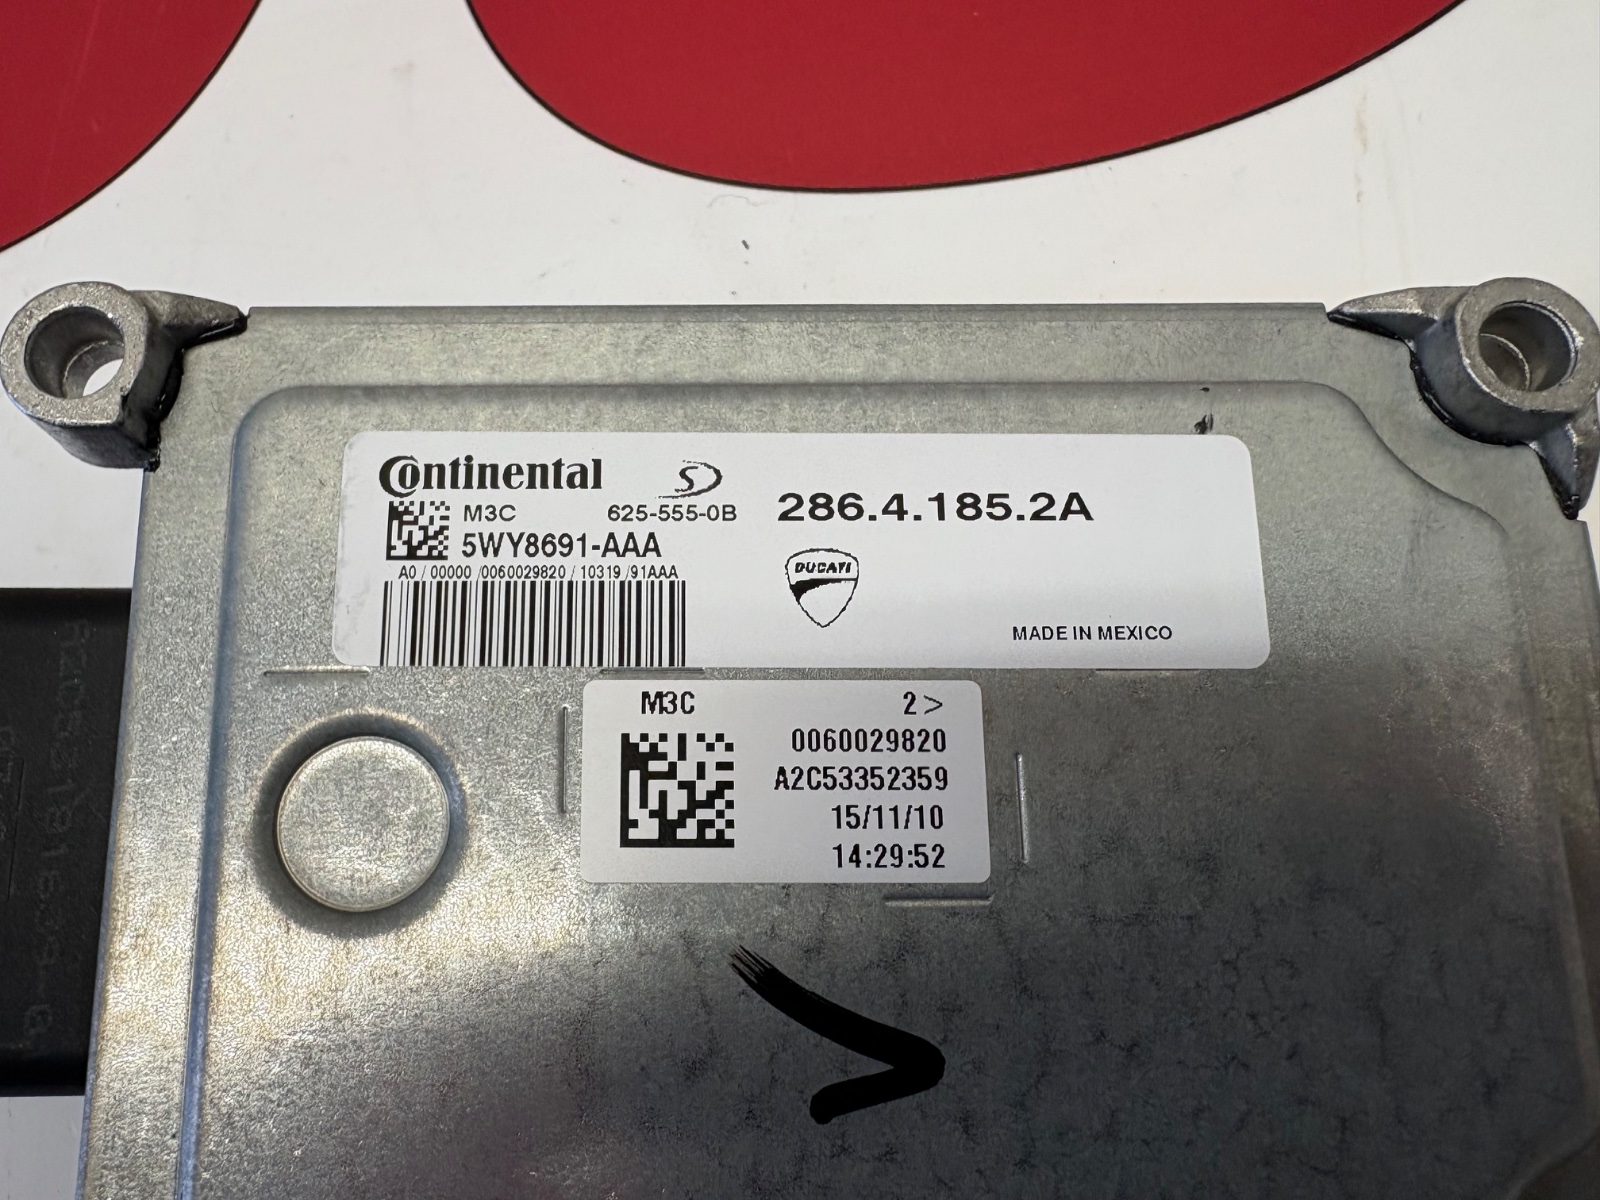 Continental S
M3C 625-555-0B 286.4.185.2A
5WY8691-AAA
A0 / 00000 /0060029820 / 10319 /91AAA
DUCATI
MADE IN MEXICO
M3C 2>
0060029820
A2C53352359
15/11/10
14:29:52